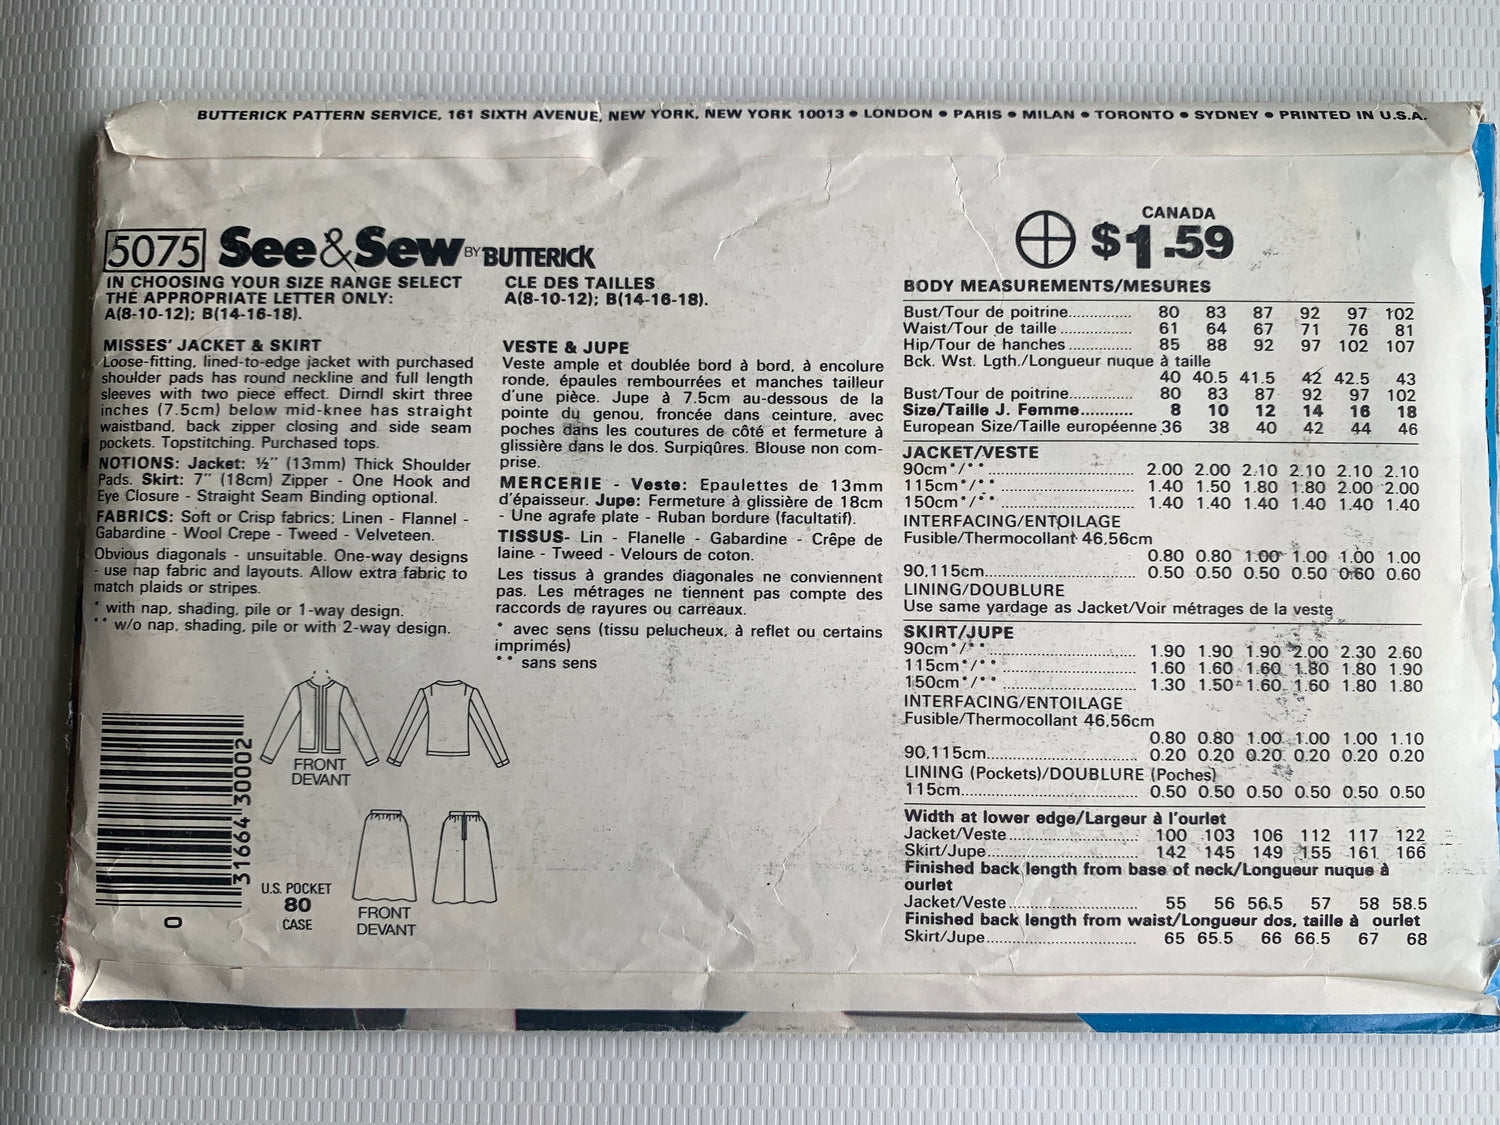 BUTTERICK PATTERN SERVICE, 161 SIXTH AVENUE, NEW YORK, NEW YORK 10013 • LONDON • PARIS • MILAN • TORONTO • SYDNEY • PRINTED IN U.S.A.
5075 See&Sew BY BUTTERICK
IN CHOOSING YOUR SIZE RANGE SELECT
THE APPROPRIATE LETTER ONLY:
A(8-10-12); B(14-16-18).
MISSES' JACKET & SKIRT
Loose-fitting, lined-to-edge jacket with purchased
shoulder pads has round neckline and full length
sleeves with two piece effect. Dirndl skirt three
inches (7.5cm) below mid-knee has straight
waistband, back zipper closing and side seam
pockets. Topstitching. Purchased tops.
NOTIONS: Jacket: ½" (13mm) Thick Shoulder
Pads. Skirt: 7" (18cm) Zipper - One Hook and
Eye Closure - Straight Seam Binding optional.
FABRICS: Soft or Crisp fabrics; Linen - Flannel -
Gabardine - Wool Crepe - Tweed - Velveteen.
Obvious diagonals - unsuitable. One-way designs
- use nap fabric and layouts. Allow extra fabric to
match plaids or stripes.
* with nap, shading, pile or 1-way design.
** w/o nap, shading, pile or with 2-way design.
CLE DES TAILLES
A(8-10-12); B(14-16-18).
VESTE & JUPE
Veste ample et doublée bord à bord, à encolure
ronde, épaules rembourrées et manches tailleur
d'une pièce. Jupe à 7.5cm au-dessous de la
pointe du genou, froncée dans ceinture, avec
poches dans les coutures de côté et fermeture à
glissière dans le dos. Surpiqûres. Blouse non com-
prise.
MERCERIE - Veste: Epaulettes de 13mm
d'épaisseur. Jupe: Fermeture à glissière de 18cm
- Une agrafe plate - Ruban bordure (facultatif).
TISSUS- Lin - Flanelle - Gabardine - Crêpe de
laine - Tweed - Velours de coton.
Les tissus à grandes diagonales ne conviennent
pas. Les métrages ne tiennent pas compte des
raccords de rayures ou carreaux.
* avec sens (tissu pelucheux, à reflet ou certains
imprimés)
** sans sens
31664 30002
0
U.S. POCKET
80
CASE
FRONT
DEVANT
FRONT
DEVANT
CANADA
$1.59
BODY MEASUREMENTS/MESURES
Bust/Tour de poitrine............... 80 83 87 92 97 102
Waist/Tour de taille ................ 61 64 67 71 76 81
Hip/Tour de hanches ............... 85 88 92 97 102 107
Bck. Wst. Lgth./Longueur nuque à taille
40 40.5 41.5 42 42.5 43
Bust/Tour de poitrine............... 80 83 87 92 97 102
Size/Taille J. Femme........... 8 10 12 14 16 18
European Size/Taille européenne 36 38 40 42 44 46
JACKET/VESTE
90cm*/**.............................. 2.00 2.00 2.10 2.10 2.10 2.10
115cm*/**............................ 1.40 1.50 1.80 1.80 2.00 2.00
150cm*/**............................ 1.40 1.40 1.40 1.40 1.40 1.40
INTERFACING/ENTOILAGE
Fusible/Thermocollant 46,56cm
0.80 0.80 1.00 1.00 1.00 1.00
90,115cm............................. 0.50 0.50 0.50 0.50 0.60 0.60
LINING/DOUBLURE
Use same yardage as Jacket/Voir métrages de la veste
SKIRT/JUPE
90cm*/**.............................. 1.90 1.90 1.90 2.00 2.30 2.60
115cm*/**............................ 1.60 1.60 1.60 1.80 1.80 1.90
150cm*/**............................ 1.30 1.50 1.60 1.60 1.80 1.80
INTERFACING/ENTOILAGE
Fusible/Thermocollant 46,56cm
0.80 0.80 1.00 1.00 1.00 1.10
90,115cm............................. 0.20 0.20 0.20 0.20 0.20 0.20
LINING (Pockets)/DOUBLURE (Poches)
115cm.................................. 0.50 0.50 0.50 0.50 0.50 0.50
Width at lower edge/Largeur à l'ourlet
Jacket/Veste ......................... 100 103 106 112 117 122
Skirt/Jupe............................. 142 145 149 155 161 166
Finished back length from base of neck/Longueur nuque à
ourlet
Jacket/Veste ......................... 55 56 56.5 57 58 58.5
Finished back length from waist/Longueur dos, taille à ourlet
Skirt/Jupe............................. 65 65.5 66 66.5 67 68